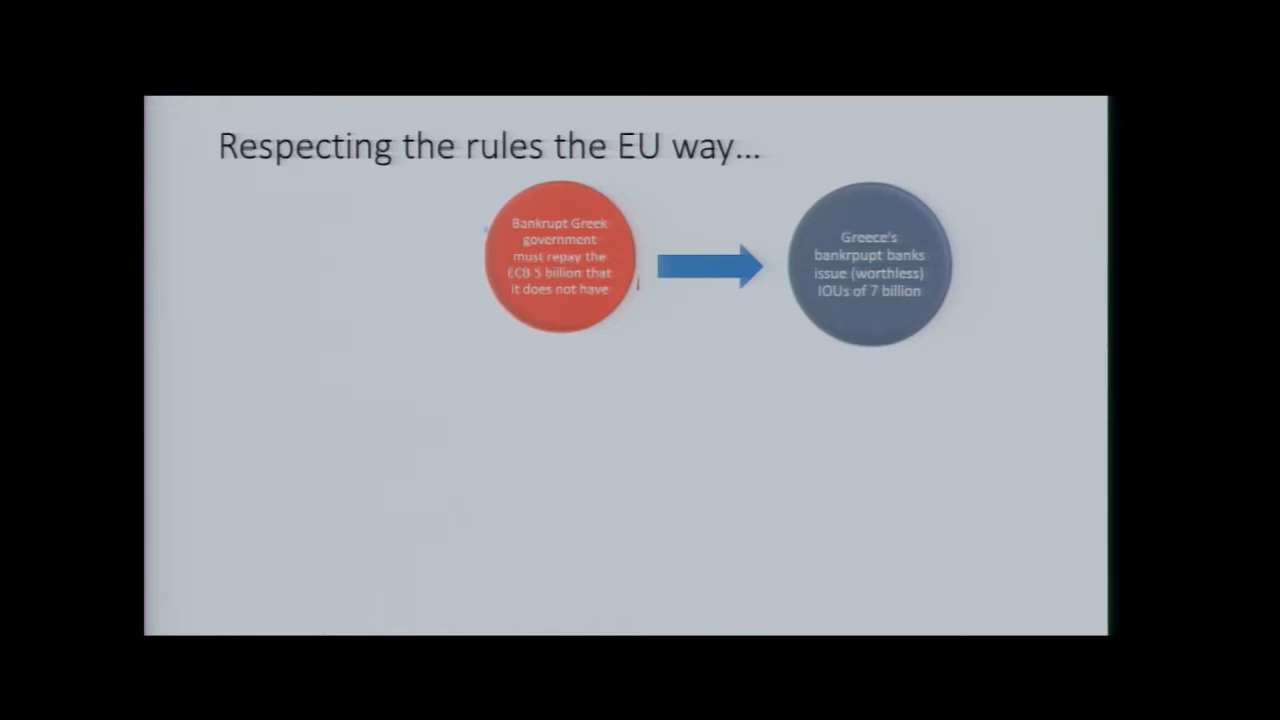 Respecting the rules the EU way...
Bankrupt Greek
government
must repay the
ECB 5 billion that
it does not have
Greece's
bankrpupt banks
issue (worthless)
IOUs of 7 billion